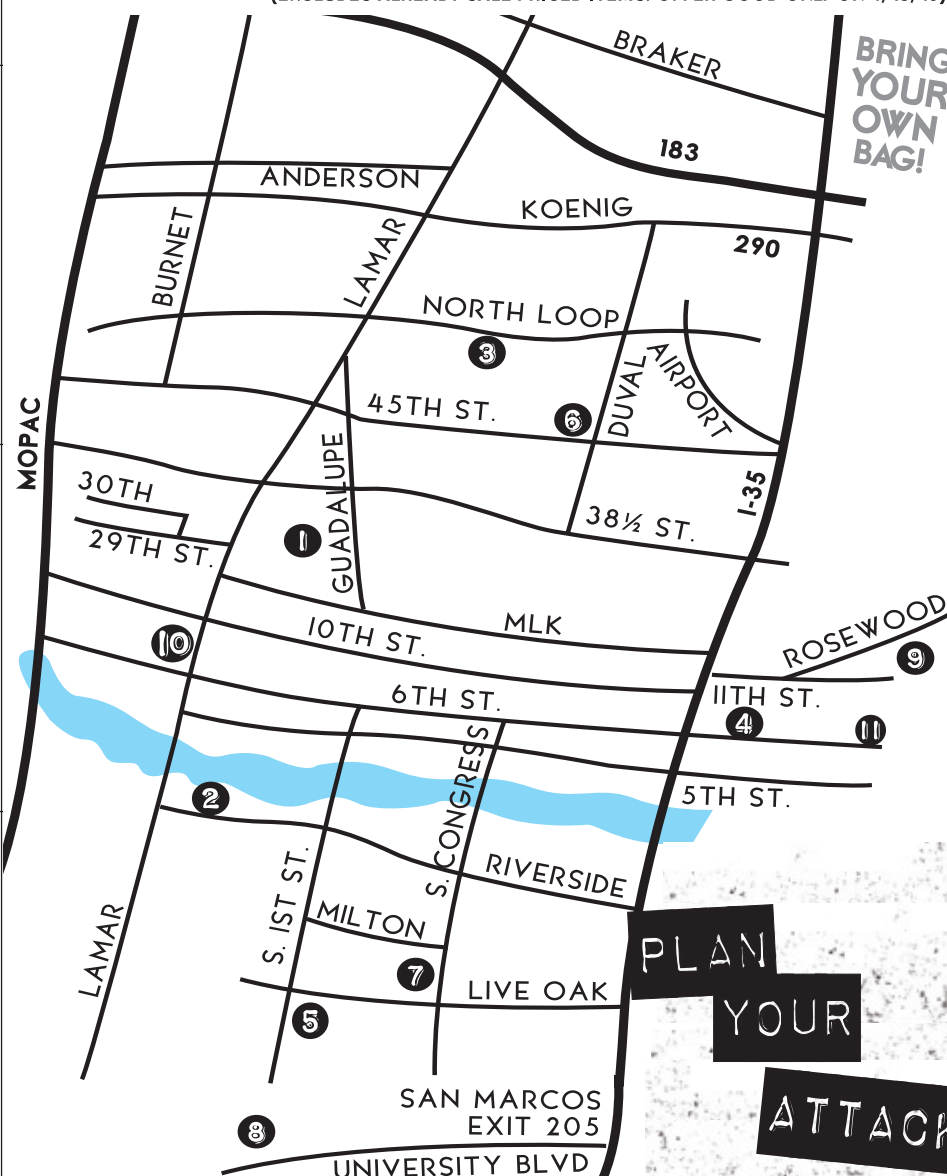 BRAKER
BRING
YOUR
OWN
BAG!
183
ANDERSON
KOENIG
290
BURNET
LAMAR
NORTH LOOP
3
AIRPORT
DUVAL
45TH ST.
6
MOPAC
GUADALUPE
I-35
30TH
38½ ST.
29TH ST.
1
MLK
10TH ST.
ROSEWOOD
10
9
6TH ST.
11TH ST.
4
11
S. CONGRESS
2
5TH ST.
RIVERSIDE
LAMAR
S. 1ST ST.
MILTON
PLAN
7
LIVE OAK
YOUR
5
SAN MARCOS
EXIT 205
ATTACK
8
UNIVERSITY BLVD